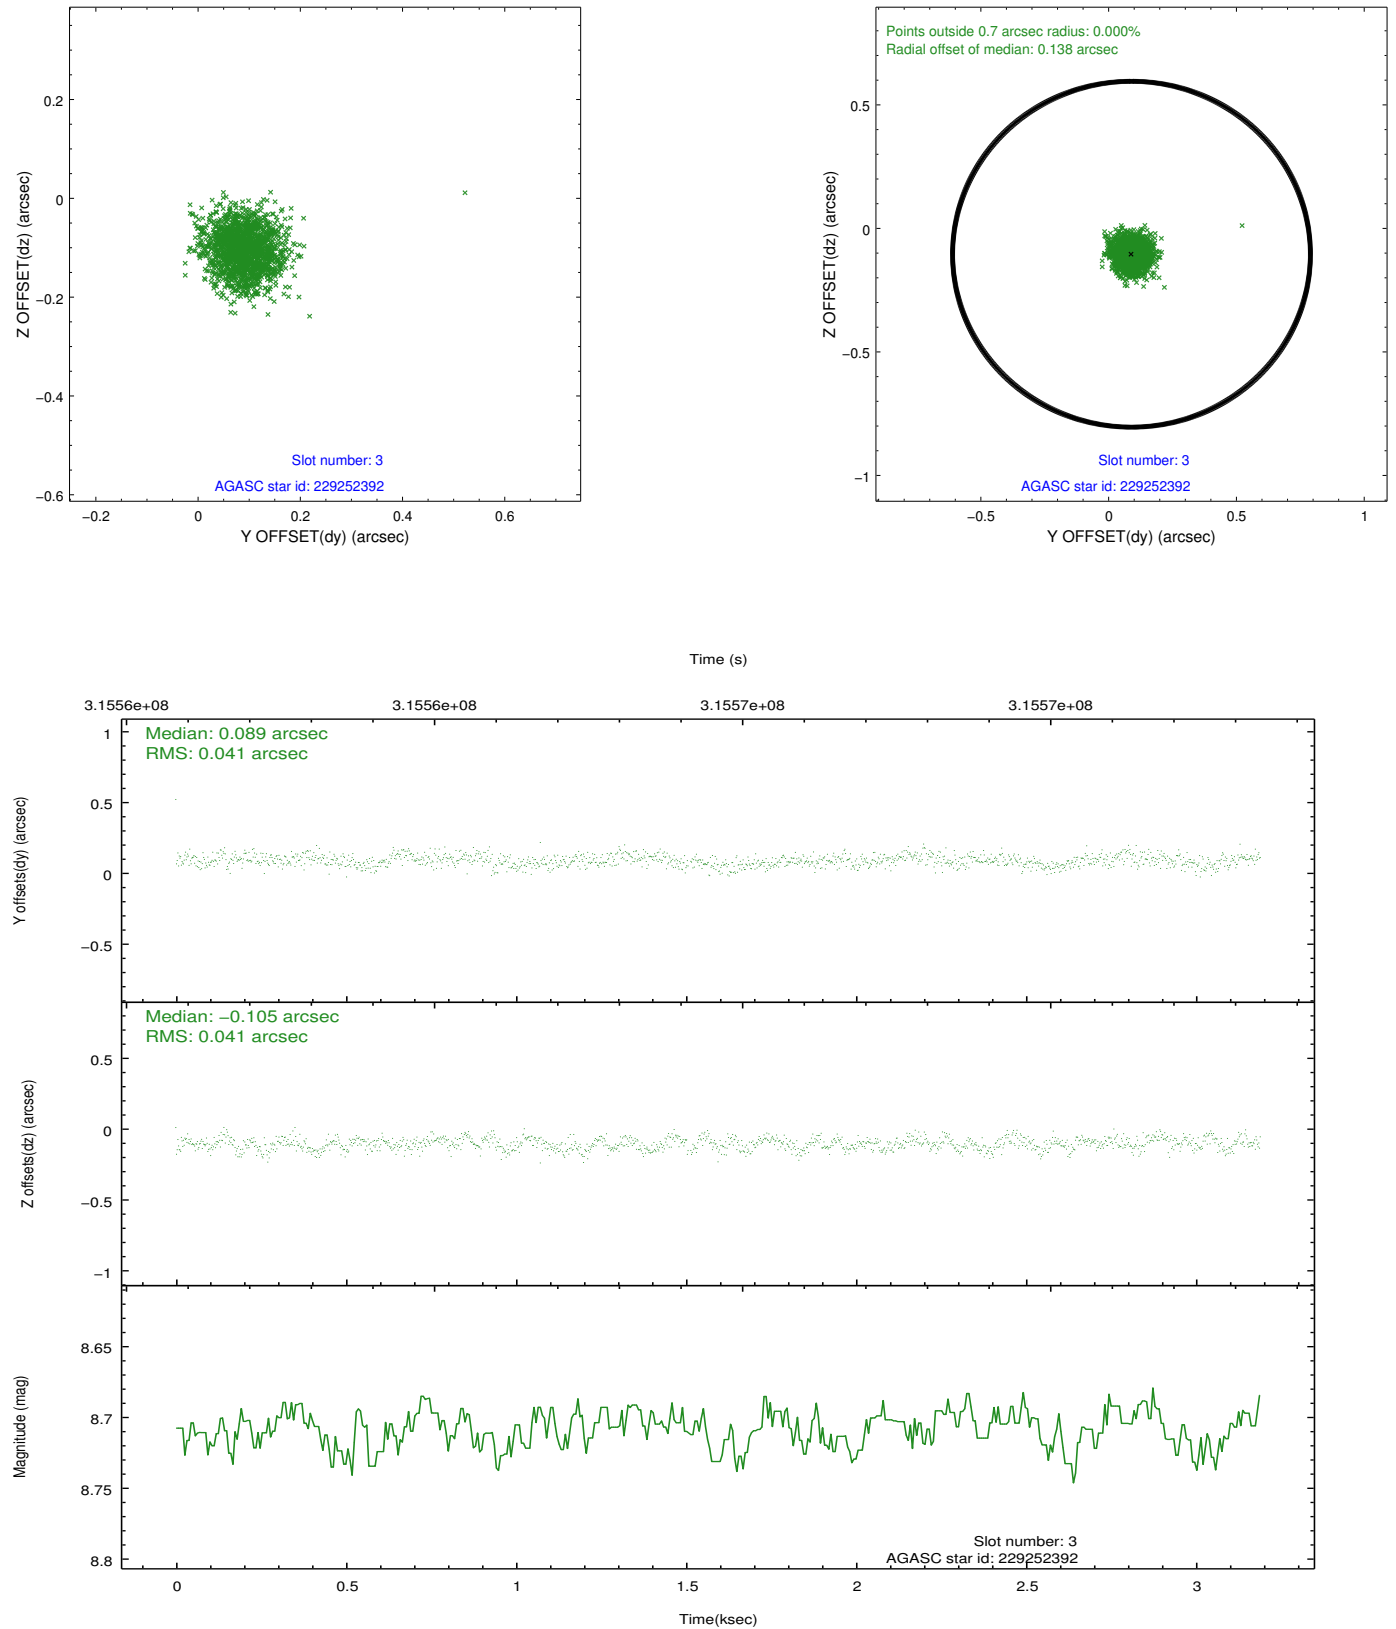 0.2
0
−0.2
−0.4
−0.6
Z OFFSET(dz) (arcsec)
Slot number: 3
AGASC star id: 229252392
−0.2 0 0.2 0.4 0.6
Y OFFSET(dy) (arcsec)
Points outside 0.7 arcsec radius: 0.000%
Radial offset of median: 0.138 arcsec
0.5
0
−0.5
−1
Z OFFSET(dz) (arcsec)
Slot number: 3
AGASC star id: 229252392
−0.5 0 0.5 1
Y OFFSET(dy) (arcsec)
Time (s)
3.1556e+08 3.1556e+08 3.1557e+08 3.1557e+08
Median: 0.089 arcsec
RMS: 0.041 arcsec
1
0.5
0
−0.5
Y offsets(dy) (arcsec)
Median: −0.105 arcsec
RMS: 0.041 arcsec
0.5
0
−0.5
−1
Z offsets(dz) (arcsec)
8.65
8.7
8.75
8.8
Magnitude (mag)
Slot number: 3
AGASC star id: 229252392
0 0.5 1 1.5 2 2.5 3
Time(ksec)